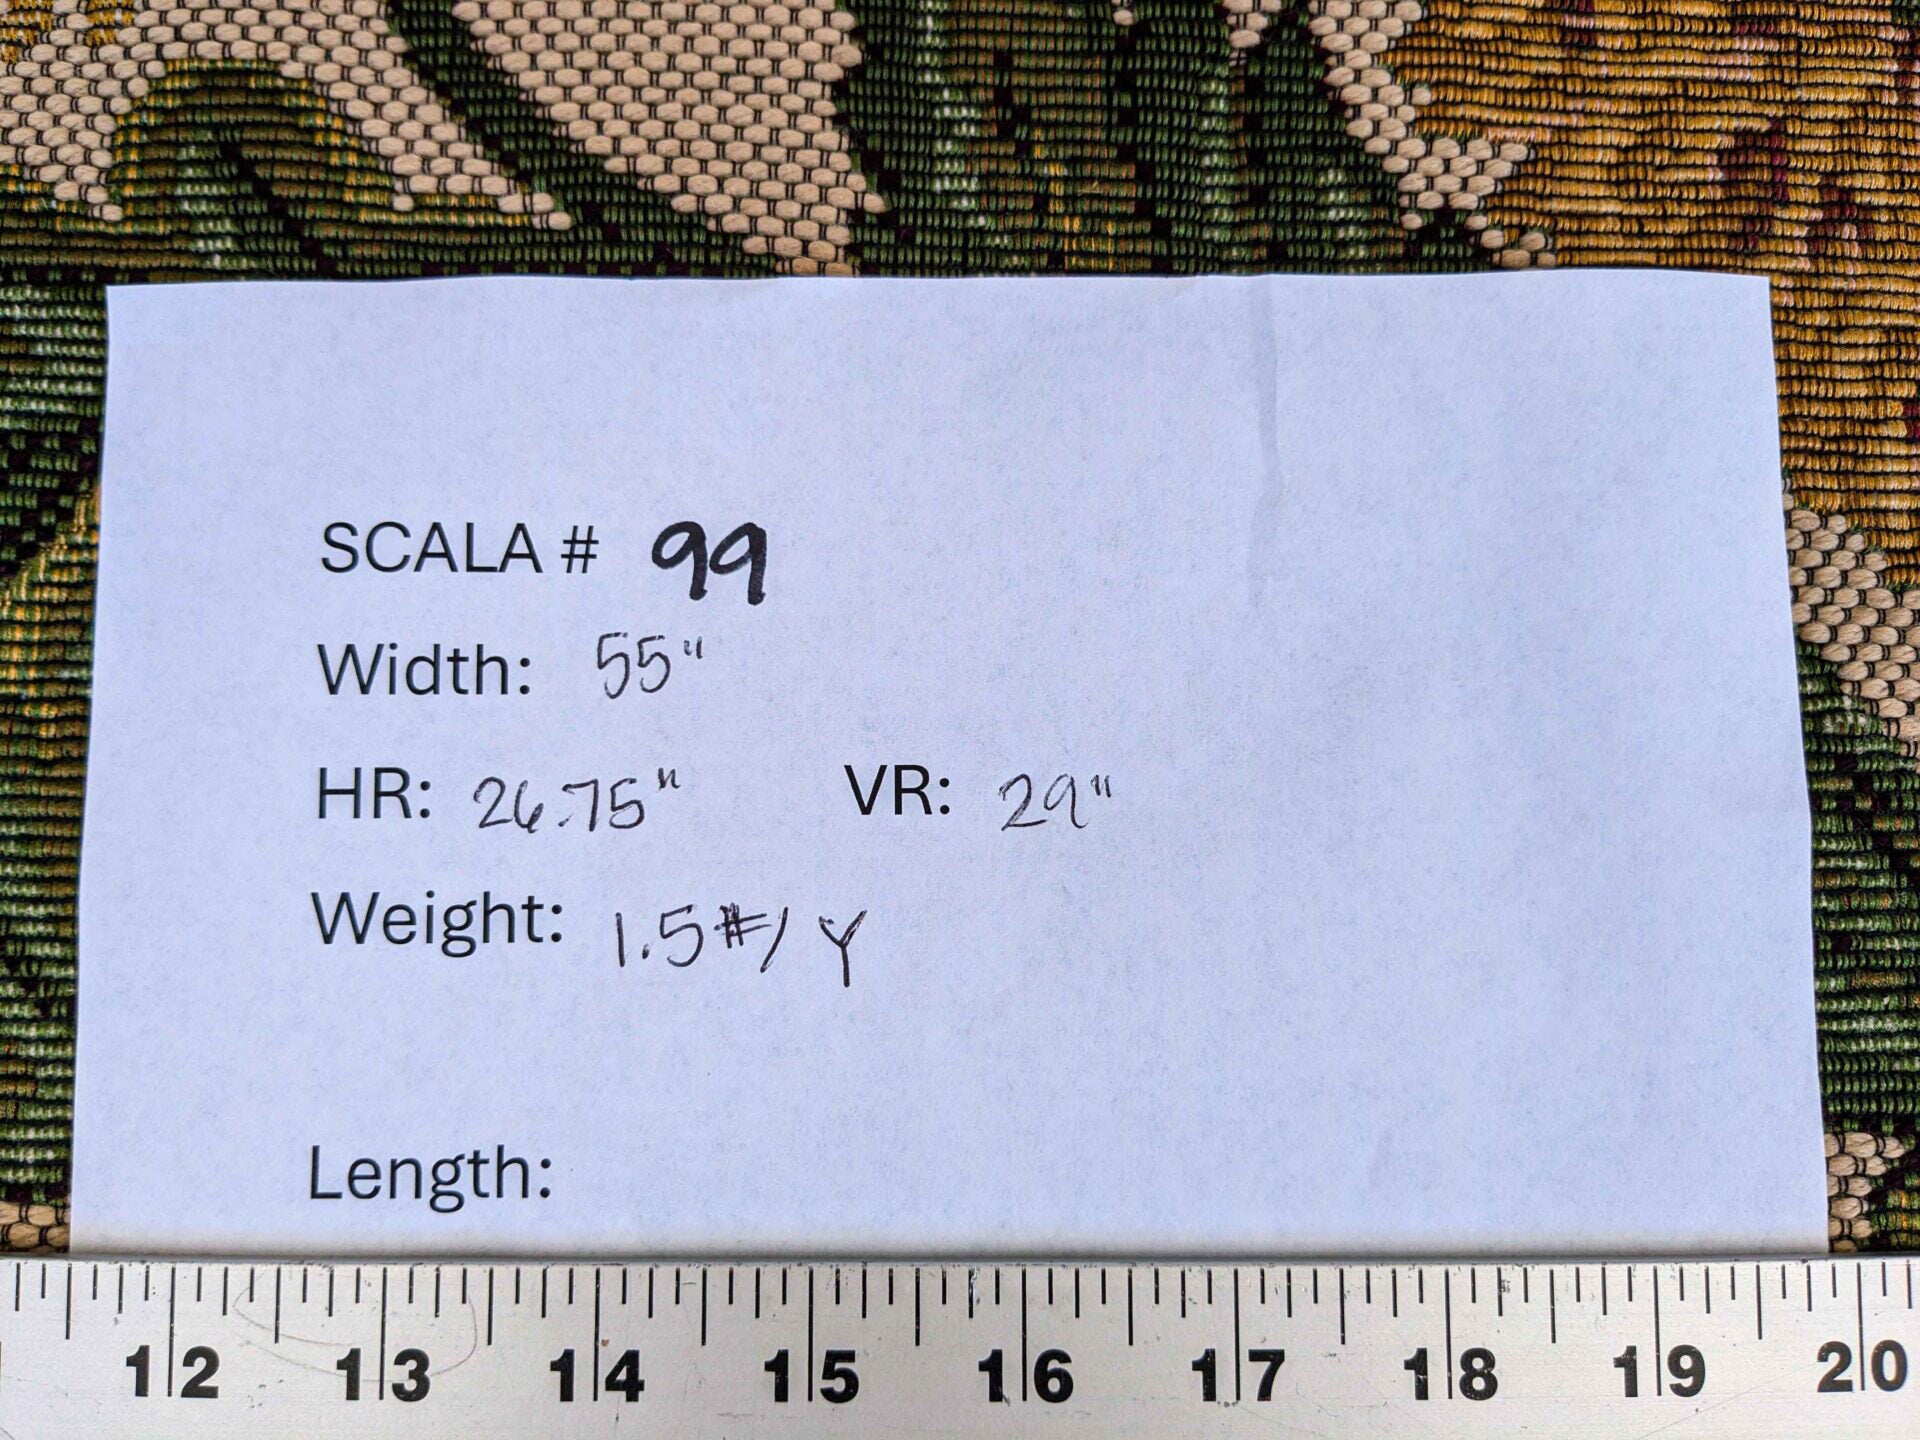 SCALA # 99
Width: 55"
HR: 26.75" VR: 29"
Weight: 1.5#/ Y
Length:
12 13 14 15 16 17 18 19 20